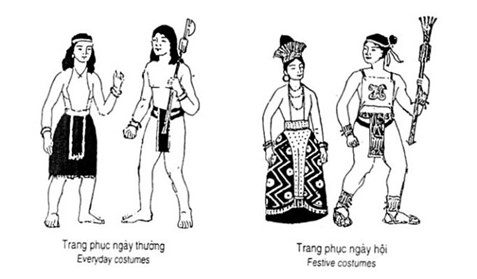 Trang phục ngày thường
Everyday costumes
Trang phục ngày hội
Festive costumes